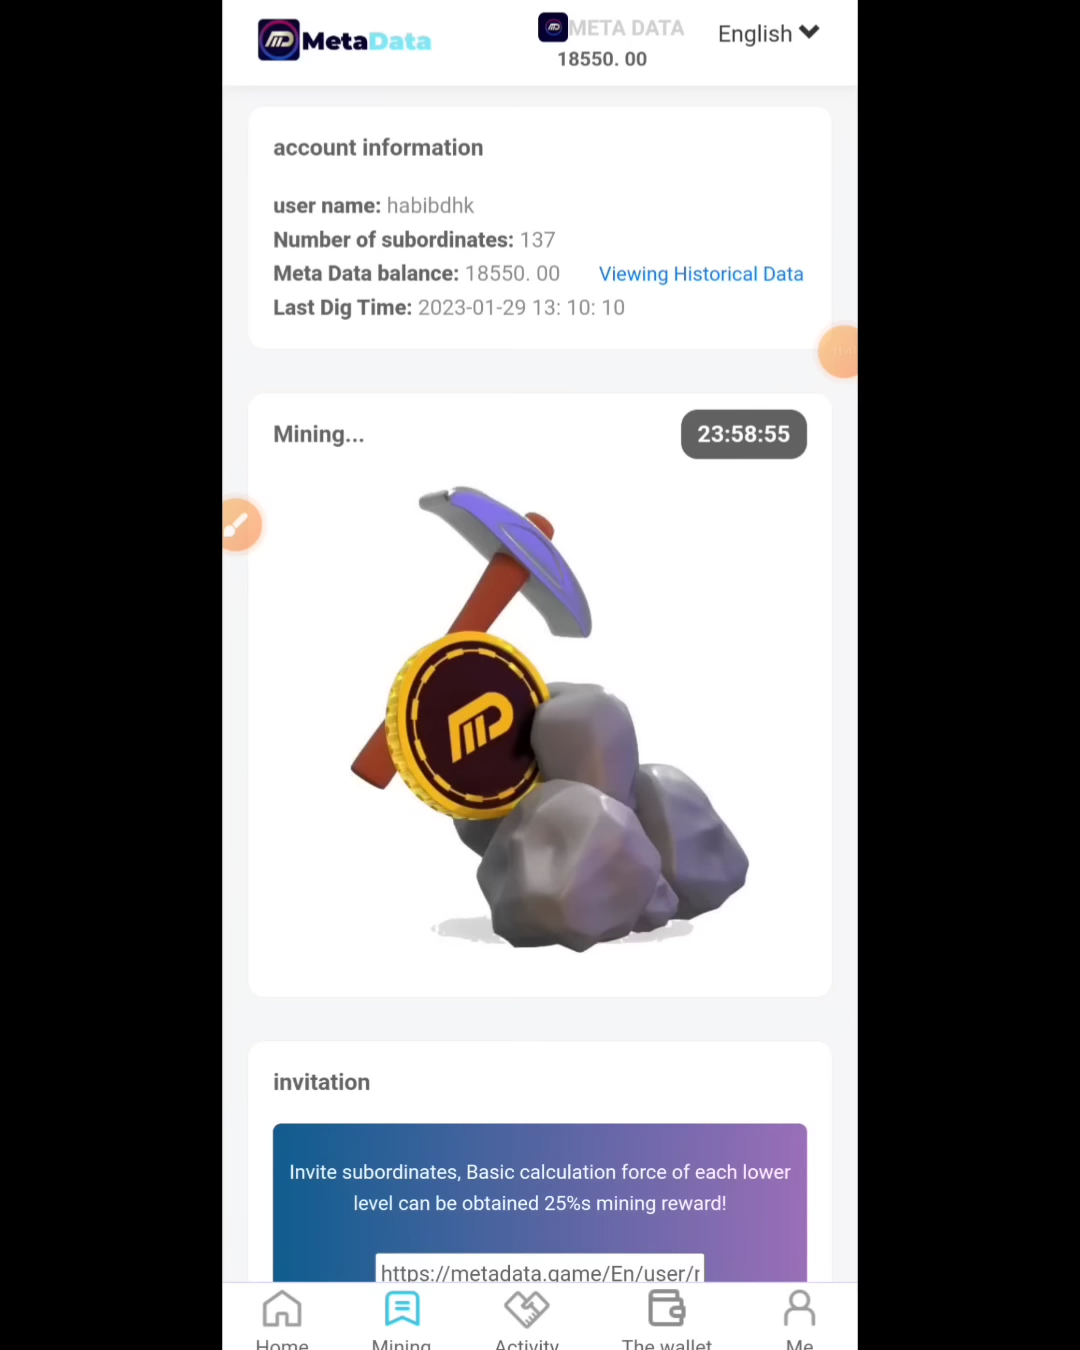 MetaData
META DATA
18550. 00
English
account information
user name: habibdhk
Number of subordinates: 137
Meta Data balance: 18550. 00
Viewing Historical Data
Last Dig Time: 2023-01-29 13: 10: 10
Mining...
23:58:55
invitation
Invite subordinates, Basic calculation force of each lower
level can be obtained 25%s mining reward!
https://metadata.game/En/user/r
Home
Mining
Activity
The wallet
Me